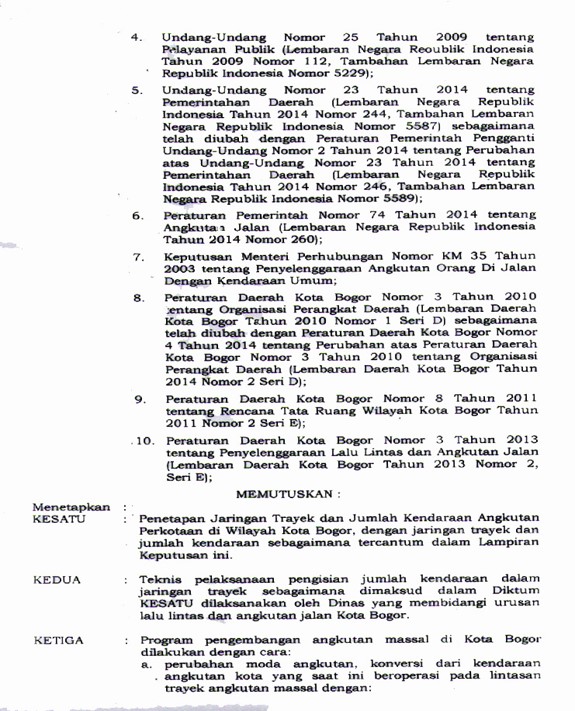 4. Undang-Undang Nomor 25 Tahun 2009 tentang
Pelayanan Publik (Lembaran Negara Reoublik Indonesia
Tahun 2009 Nomor 112, Tambahan Lembaran Negara
Republik Indonesia Nomor 5229);
5. Undang-Undang Nomor 23 Tahun 2014 tentang
Pemerintahan Daerah (Lembaran Negara Republik
Indonesia Tahun 2014 Nomor 244, Tambahan Lembaran
Negara Republik Indonesia Nomor 5587) sebagaimana
telah diubah dengan Peraturan Pemerintah Pengganti
Undang-Undang Nomor 2 Tahun 2014 tentang Perubahan
atas Undang-Undang Nomor 23 Tahun 2014 tentang
Pemerintahan Daerah (Lembaran Negara Republik
Indonesia Tahun 2014 Nomor 246, Tambahan Lembaran
Negara Republik Indonesia Nomor 5589);
6. Peraturan Pemerintah Nomor 74 Tahun 2014 tentang
Angkutan Jalan (Lembaran Negara Republik Indonesia
Tahun 2014 Nomor 260);
7. Keputusan Menteri Perhubungan Nomor KM 35 Tahun
2003 tentang Penyelenggaraan Angkutan Orang Di Jalan
Dengan Kendaraan Umum;
8. Peraturan Daerah Kota Bogor Nomor 3 Tahun 2010
tentang Organisasi Perangkat Daerah (Lembaran Daerah
Kota Bogor Tahun 2010 Nomor 1 Seri D) sebagaimana
telah diubah dengan Peraturan Daerah Kota Bogor Nomor
4 Tahun 2014 tentang Perubahan atas Peraturan Daerah
Kota Bogor Nomor 3 Tahun 2010 tentang Organisasi
Perangkat Daerah (Lembaran Daerah Kota Bogor Tahun
2014 Nomor 2 Seri D);
9. Peraturan Daerah Kota Bogor Nomor 8 Tahun 2011
tentang Rencana Tata Ruang Wilayah Kota Bogor Tahun
2011 Nomor 2 Seri E);
10. Peraturan Daerah Kota Bogor Nomor 3 Tahun 2013
tentang Penyelenggaraan Lalu Lintas dan Angkutan Jalan
(Lembaran Daerah Kota Bogor Tahun 2013 Nomor 2,
Seri E);
MEMUTUSKAN :
Menetapkan :
KESATU : Penetapan Jaringan Trayek dan Jumlah Kendaraan Angkutan
Perkotaan di Wilayah Kota Bogor, dengan jaringan trayek dan
jumlah kendaraan sebagaimana tercantum dalam Lampiran
Keputusan ini.
KEDUA : Teknis pelaksanaan pengisian jumlah kendaraan dalam
jaringan trayek sebagaimana dimaksud dalam Diktum
KESATU dilaksanakan oleh Dinas yang membidangi urusan
lalu lintas dan angkutan jalan Kota Bogor.
KETIGA : Program pengembangan angkutan massal di Kota Bogor
dilakukan dengan cara:
a. perubahan moda angkutan, konversi dari kendaraan
angkutan kota yang saat ini beroperasi pada lintasan
trayek angkutan massal dengan: